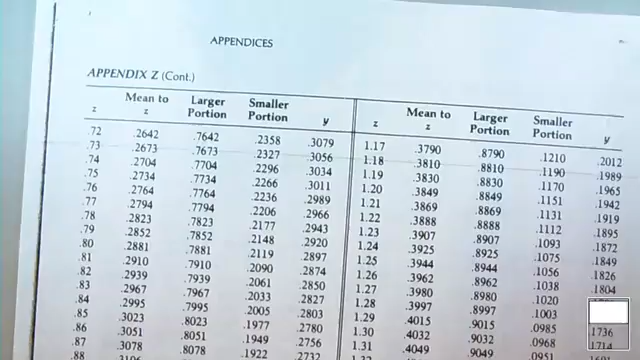 APPENDICES
APPENDIX Z (Cont.)
z Mean to z Larger Portion Smaller Portion y z Mean to z Larger Portion Smaller Portion y
.72 .2642 .7642 .2358 .3079 1.17 .3790 .8790 .1210 .2012
.73 .2673 .7673 .2327 .3056 1.18 .3810 .8810 .1190 .1989
.74 .2704 .7704 .2296 .3034 1.19 .3830 .8830 .1170 .1965
.75 .2734 .7734 .2266 .3011 1.20 .3849 .8849 .1151 .1942
.76 .2764 .7764 .2236 .2989 1.21 .3869 .8869 .1131 .1919
.77 .2794 .7794 .2206 .2966 1.22 .3888 .8888 .1112 .1895
.78 .2823 .7823 .2177 .2943 1.23 .3907 .8907 .1093 .1872
.79 .2852 .7852 .2148 .2920 1.24 .3925 .8925 .1075 .1849
.80 .2881 .7881 .2119 .2897 1.25 .3944 .8944 .1056 .1826
.81 .2910 .7910 .2090 .2874 1.26 .3962 .8962 .1038 .1804
.82 .2939 .7939 .2061 .2850 1.27 .3980 .8980 .1020
.83 .2967 .7967 .2033 .2827 1.28 .3997 .8997 .1003
.84 .2995 .7995 .2005 .2803 1.29 .4015 .9015 .0985 1736
.85 .3023 .8023 .1977 .2780 1.30 .4032 .9032 .0968 1714
.86 .3051 .8051 .1949 .2756 1.31 .4049 .9049
.87 .3078 .8078 .1922 .2732
.88